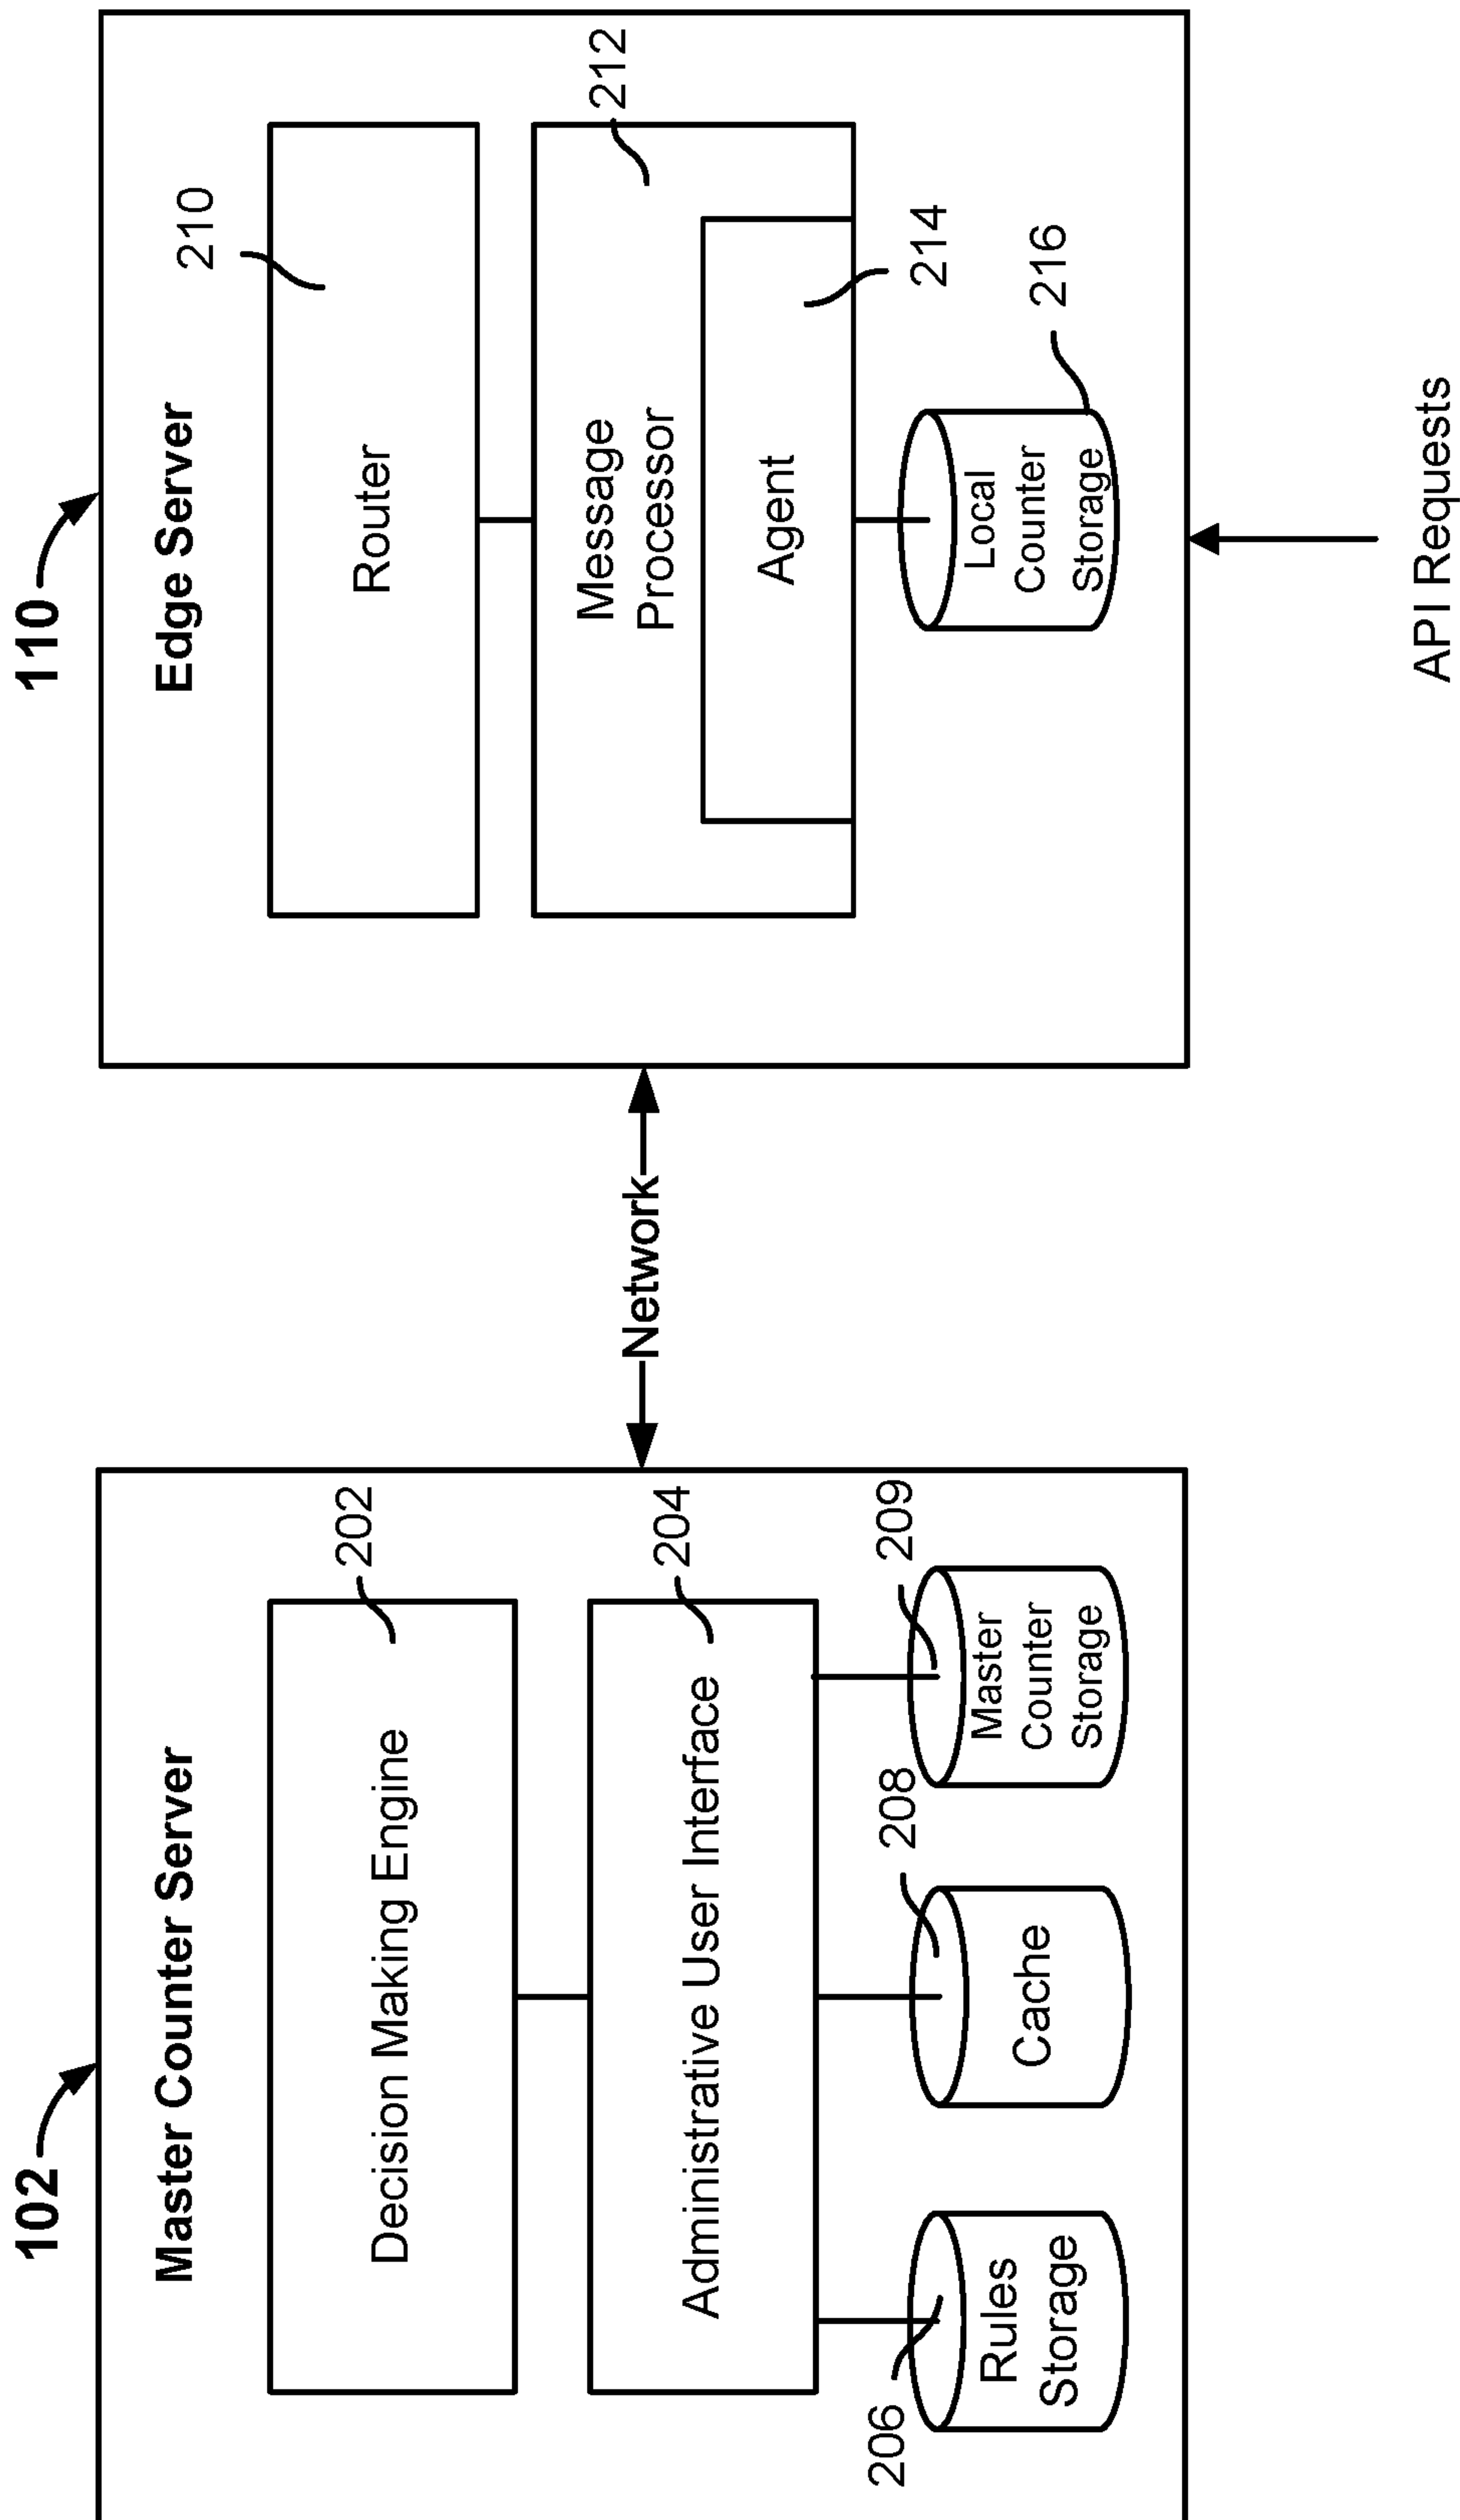 102
Master Counter Server
202
Decision Making Engine
204
Administrative User Interface
206
Rules
Storage
208
Cache
209
Master
Counter
Storage
Network
110
Edge Server
210
Router
212
Message
Processor
Agent
214
216
Local
Counter
Storage
API Requests